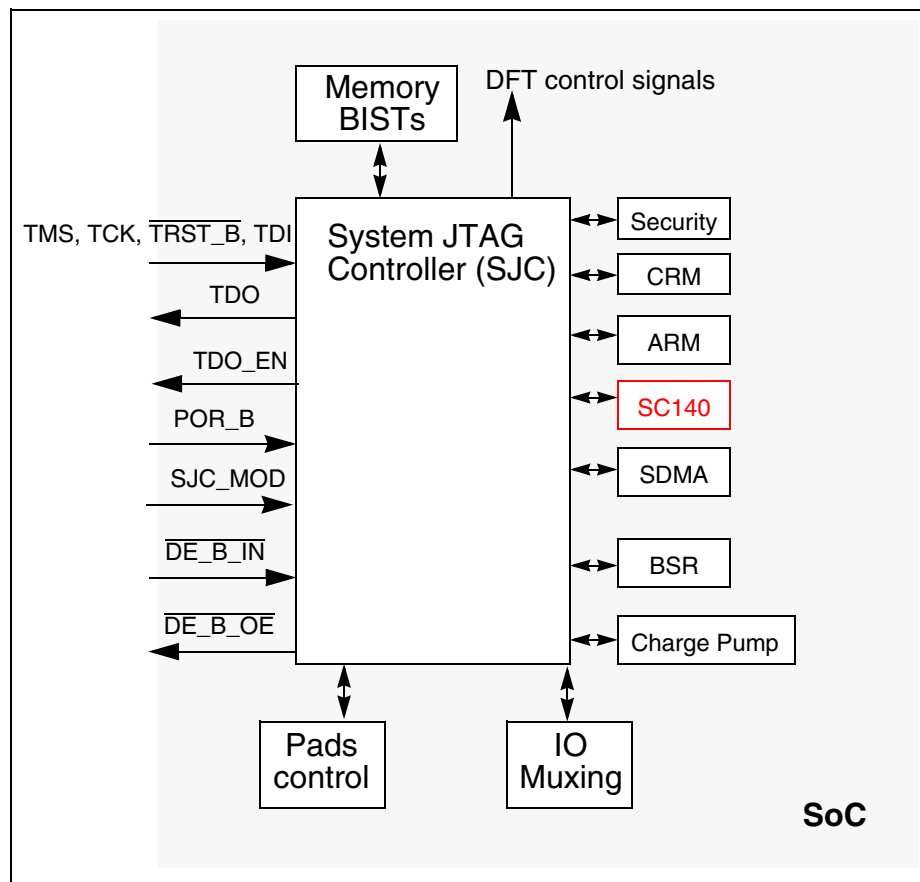 Memory
BISTs
DFT control signals
TMS, TCK, TRST_B, TDI
TDO
TDO_EN
POR_B
SJC_MOD
DE_B_IN
DE_B_OE
System JTAG
Controller (SJC)
Security
CRM
ARM
SC140
SDMA
BSR
Charge Pump
Pads
control
IO
Muxing
SoC